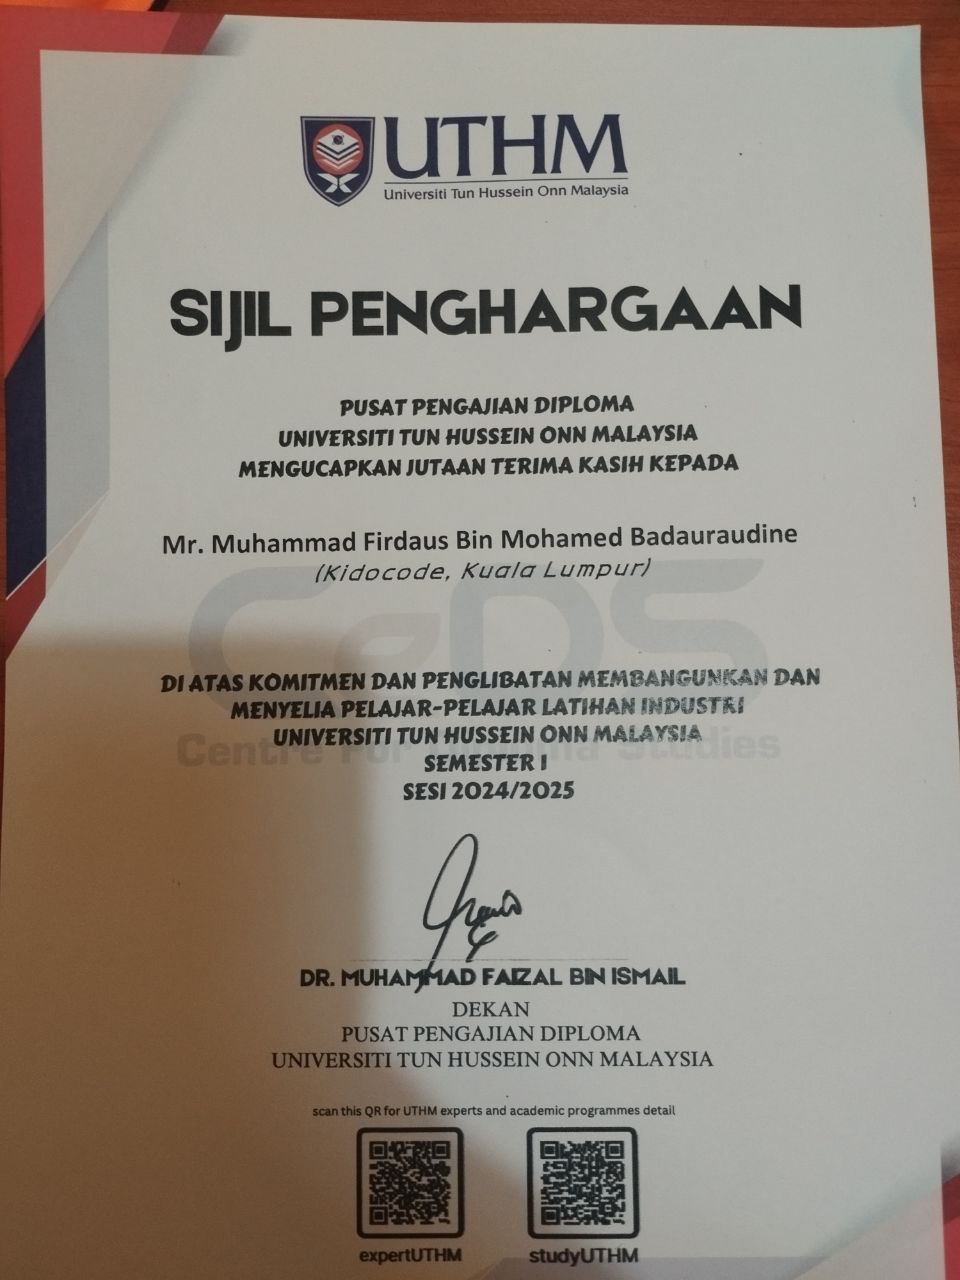 UTHM
Universiti Tun Hussein Onn Malaysia
SIJIL PENGHARGAAN
PUSAT PENGAJIAN DIPLOMA
UNIVERSITI TUN HUSSEIN ONN MALAYSIA
MENGUCAPKAN JUTAAN TERIMA KASIH KEPADA
Mr. Muhammad Firdaus Bin Mohamed Badauraudine
(Kidocode, Kuala Lumpur)
CeDS
DI ATAS KOMITMEN DAN PENGLIBATAN MEMBANGUNKAN DAN
MENYELIA PELAJAR-PELAJAR LATIHAN INDUSTRI
UNIVERSITI TUN HUSSEIN ONN MALAYSIA
Centre For Diploma Studies
SEMESTER I
SESI 2024/2025
DR. MUHAMMAD FAIZAL BIN ISMAIL
DEKAN
PUSAT PENGAJIAN DIPLOMA
UNIVERSITI TUN HUSSEIN ONN MALAYSIA
scan this QR for UTHM experts and academic programmes detail
expertUTHM studyUTHM